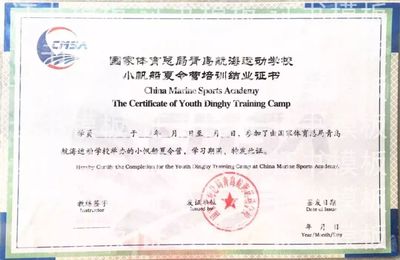 CMSA
国家体育总局青岛航海运动学校
小帆船夏令营培训结业证书
China Marine Sports Academy
The Certificate of Youth Dinghy Training Camp
学员 于 年 月 日至 月 日，参加了由国家体育总局青岛
航海运动学校举办的小帆船夏令营，学习期满，特发此证。
Hereby Certify the Completion for the Youth Dinghy Training Camp at China Marine Sports Academy.
教练签字 发证单位 签发日期
Instructor Issued by Date of Issue
年 月 日
Year/Month/Day